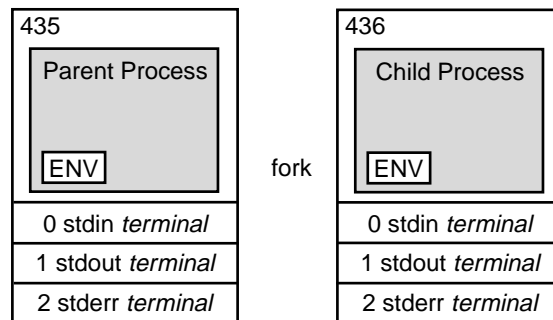 435
Parent Process
ENV
0 stdin terminal
1 stdout terminal
2 stderr terminal
fork
436
Child Process
ENV
0 stdin terminal
1 stdout terminal
2 stderr terminal